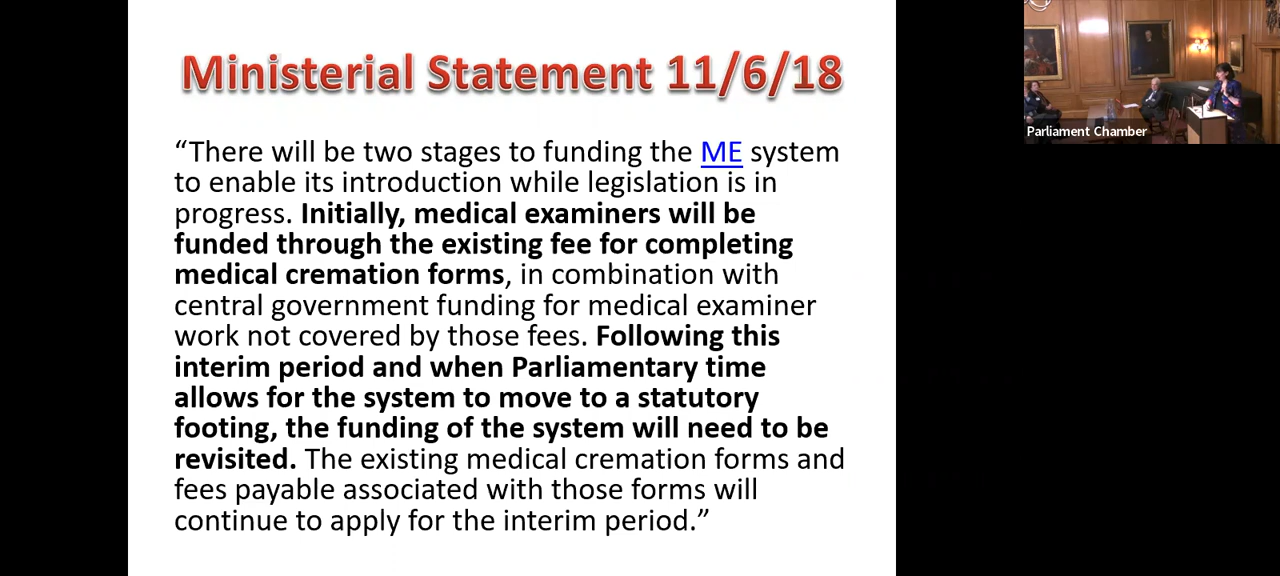 Ministerial Statement 11/6/18
“There will be two stages to funding the ME system
to enable its introduction while legislation is in
progress. Initially, medical examiners will be
funded through the existing fee for completing
medical cremation forms, in combination with
central government funding for medical examiner
work not covered by those fees. Following this
interim period and when Parliamentary time
allows for the system to move to a statutory
footing, the funding of the system will need to be
revisited. The existing medical cremation forms and
fees payable associated with those forms will
continue to apply for the interim period.”
Parliament Chamber